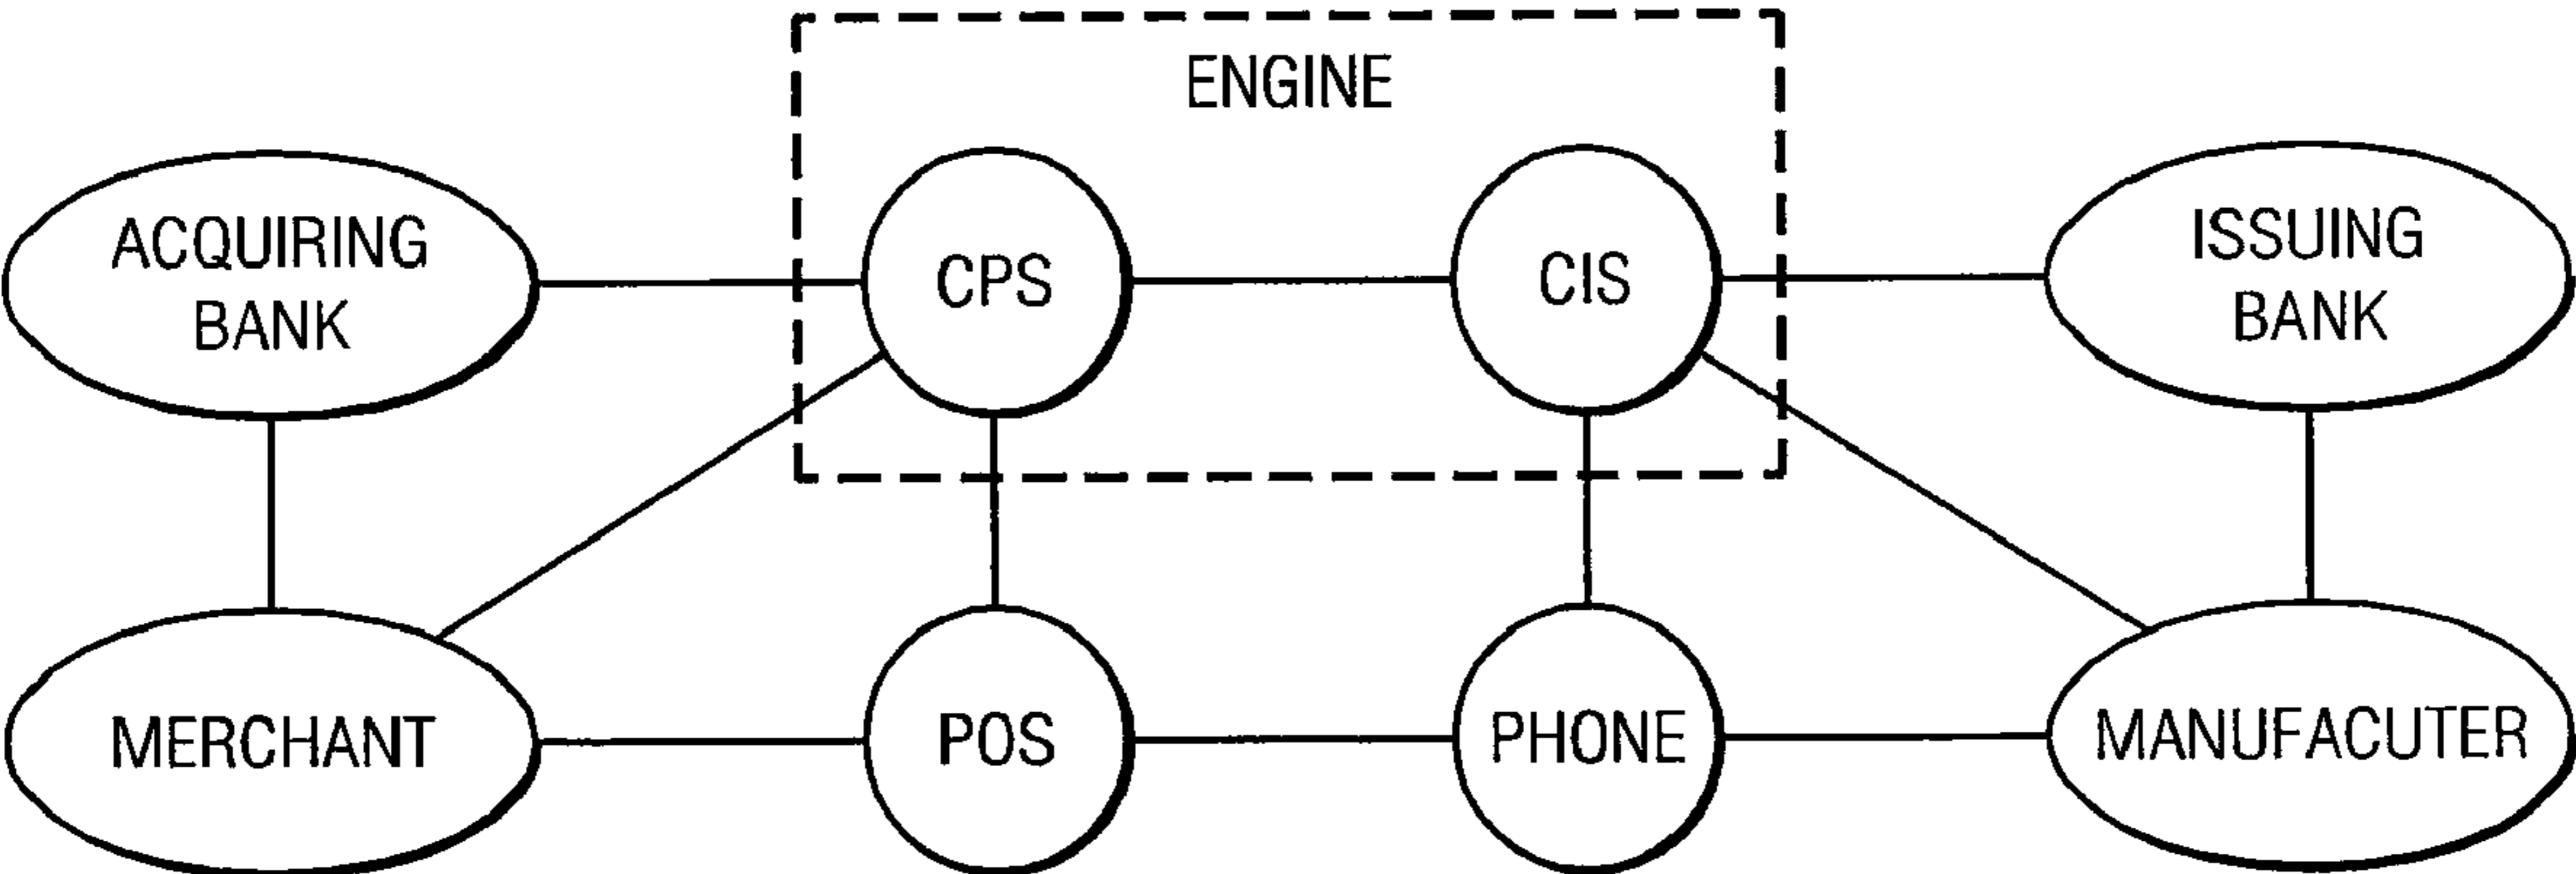 ENGINE
ACQUIRING
BANK
CPS
CIS
ISSUING
BANK
MERCHANT
POS
PHONE
MANUFACUTER